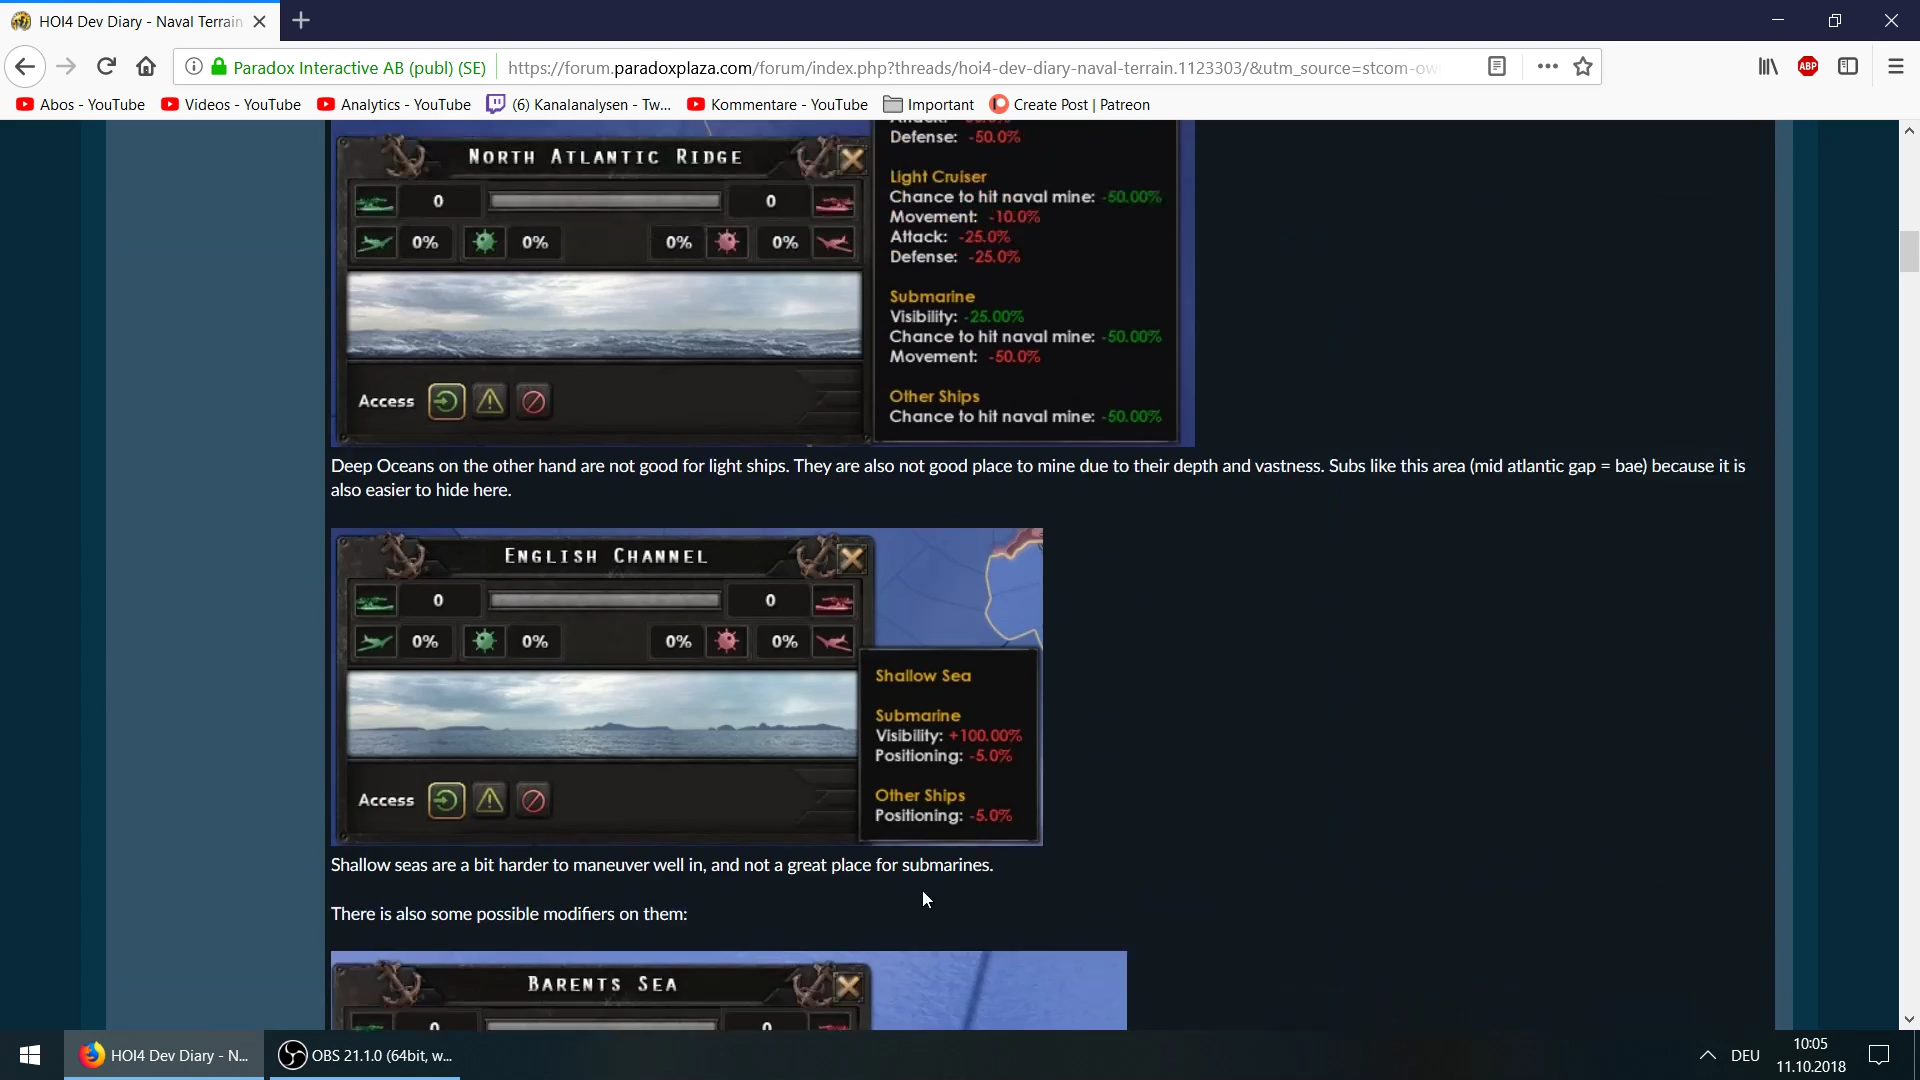 HOI4 Dev Diary - Naval Terrain
Paradox Interactive AB (publ) (SE)
https://forum.paradoxplaza.com/forum/index.php?threads/hoi4-dev-diary-naval-terrain.1123303/&utm_source=stcom-ow
ABP
Abos - YouTube
Videos - YouTube
Analytics - YouTube
(6) Kanalanalysen - Tw...
Kommentare - YouTube
Important
Create Post | Patreon
Defense: -50.0%
NORTH ATLANTIC RIDGE
0
0
0%
0%
0%
0%
Access
Light Cruiser
Chance to hit naval mine: -50.00%
Movement: -10.0%
Attack: -25.0%
Defense: -25.0%
Submarine
Visibility: -25.00%
Chance to hit naval mine: -50.00%
Movement: -50.0%
Other Ships
Chance to hit naval mine: -50.00%
Deep Oceans on the other hand are not good for light ships. They are also not good place to mine due to their depth and vastness. Subs like this area (mid atlantic gap = bae) because it is
also easier to hide here.
ENGLISH CHANNEL
0
0
0%
0%
0%
0%
Access
Shallow Sea
Submarine
Visibility: +100.00%
Positioning: -5.0%
Other Ships
Positioning: -5.0%
Shallow seas are a bit harder to maneuver well in, and not a great place for submarines.
There is also some possible modifiers on them:
BARENTS SEA
0
0
HOI4 Dev Diary - N...
OBS 21.1.0 (64bit, w...
DEU
10:05
11.10.2018